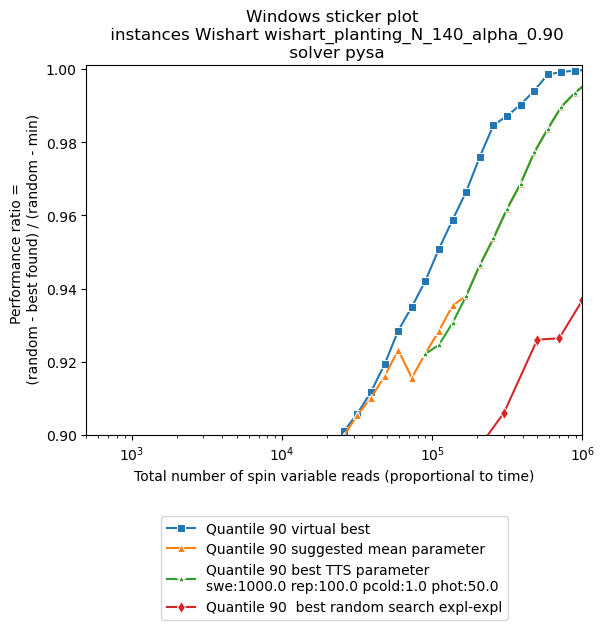 Windows sticker plot
instances Wishart wishart_planting_N_140_alpha_0.90
solver pysa
Performance ratio =
(random - best found) / (random - min)
1.00
0.98
0.96
0.94
0.92
0.90
10³
10⁴
10⁵
10⁶
Total number of spin variable reads (proportional to time)
Quantile 90 virtual best
Quantile 90 suggested mean parameter
Quantile 90 best TTS parameter
swe:1000.0 rep:100.0 pcold:1.0 phot:50.0
Quantile 90  best random search expl-expl